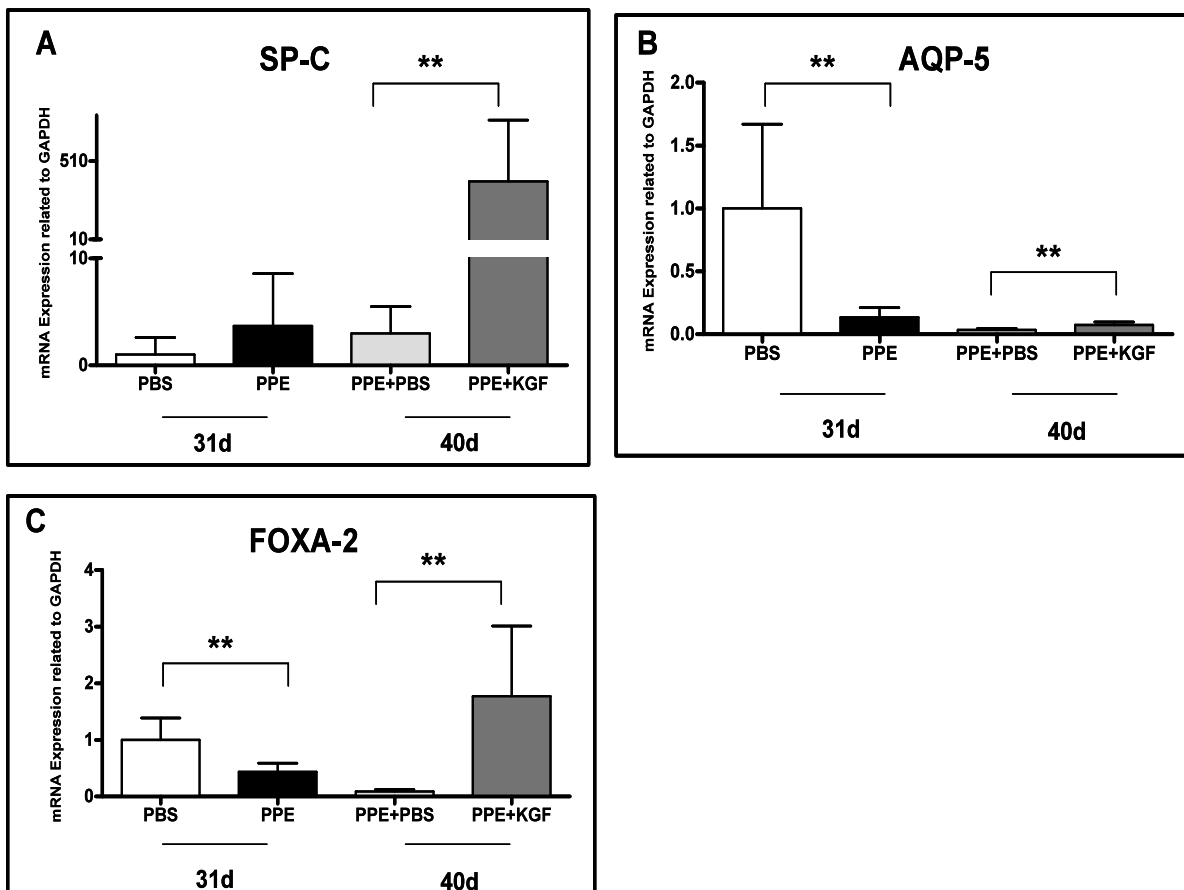 A
SP-C
**
mRNA Expression related to GAPDH
510
10
10
0
PBS PPE PPE+PBS PPE+KGF
31d 40d
B
AQP-5
**
**
mRNA Expression related to GAPDH
2.0
1.5
1.0
0.5
0.0
PBS PPE PPE+PBS PPE+KGF
31d 40d
C
FOXA-2
**
**
mRNA Expression related to GAPDH
4
3
2
1
0
PBS PPE PPE+PBS PPE+KGF
31d 40d